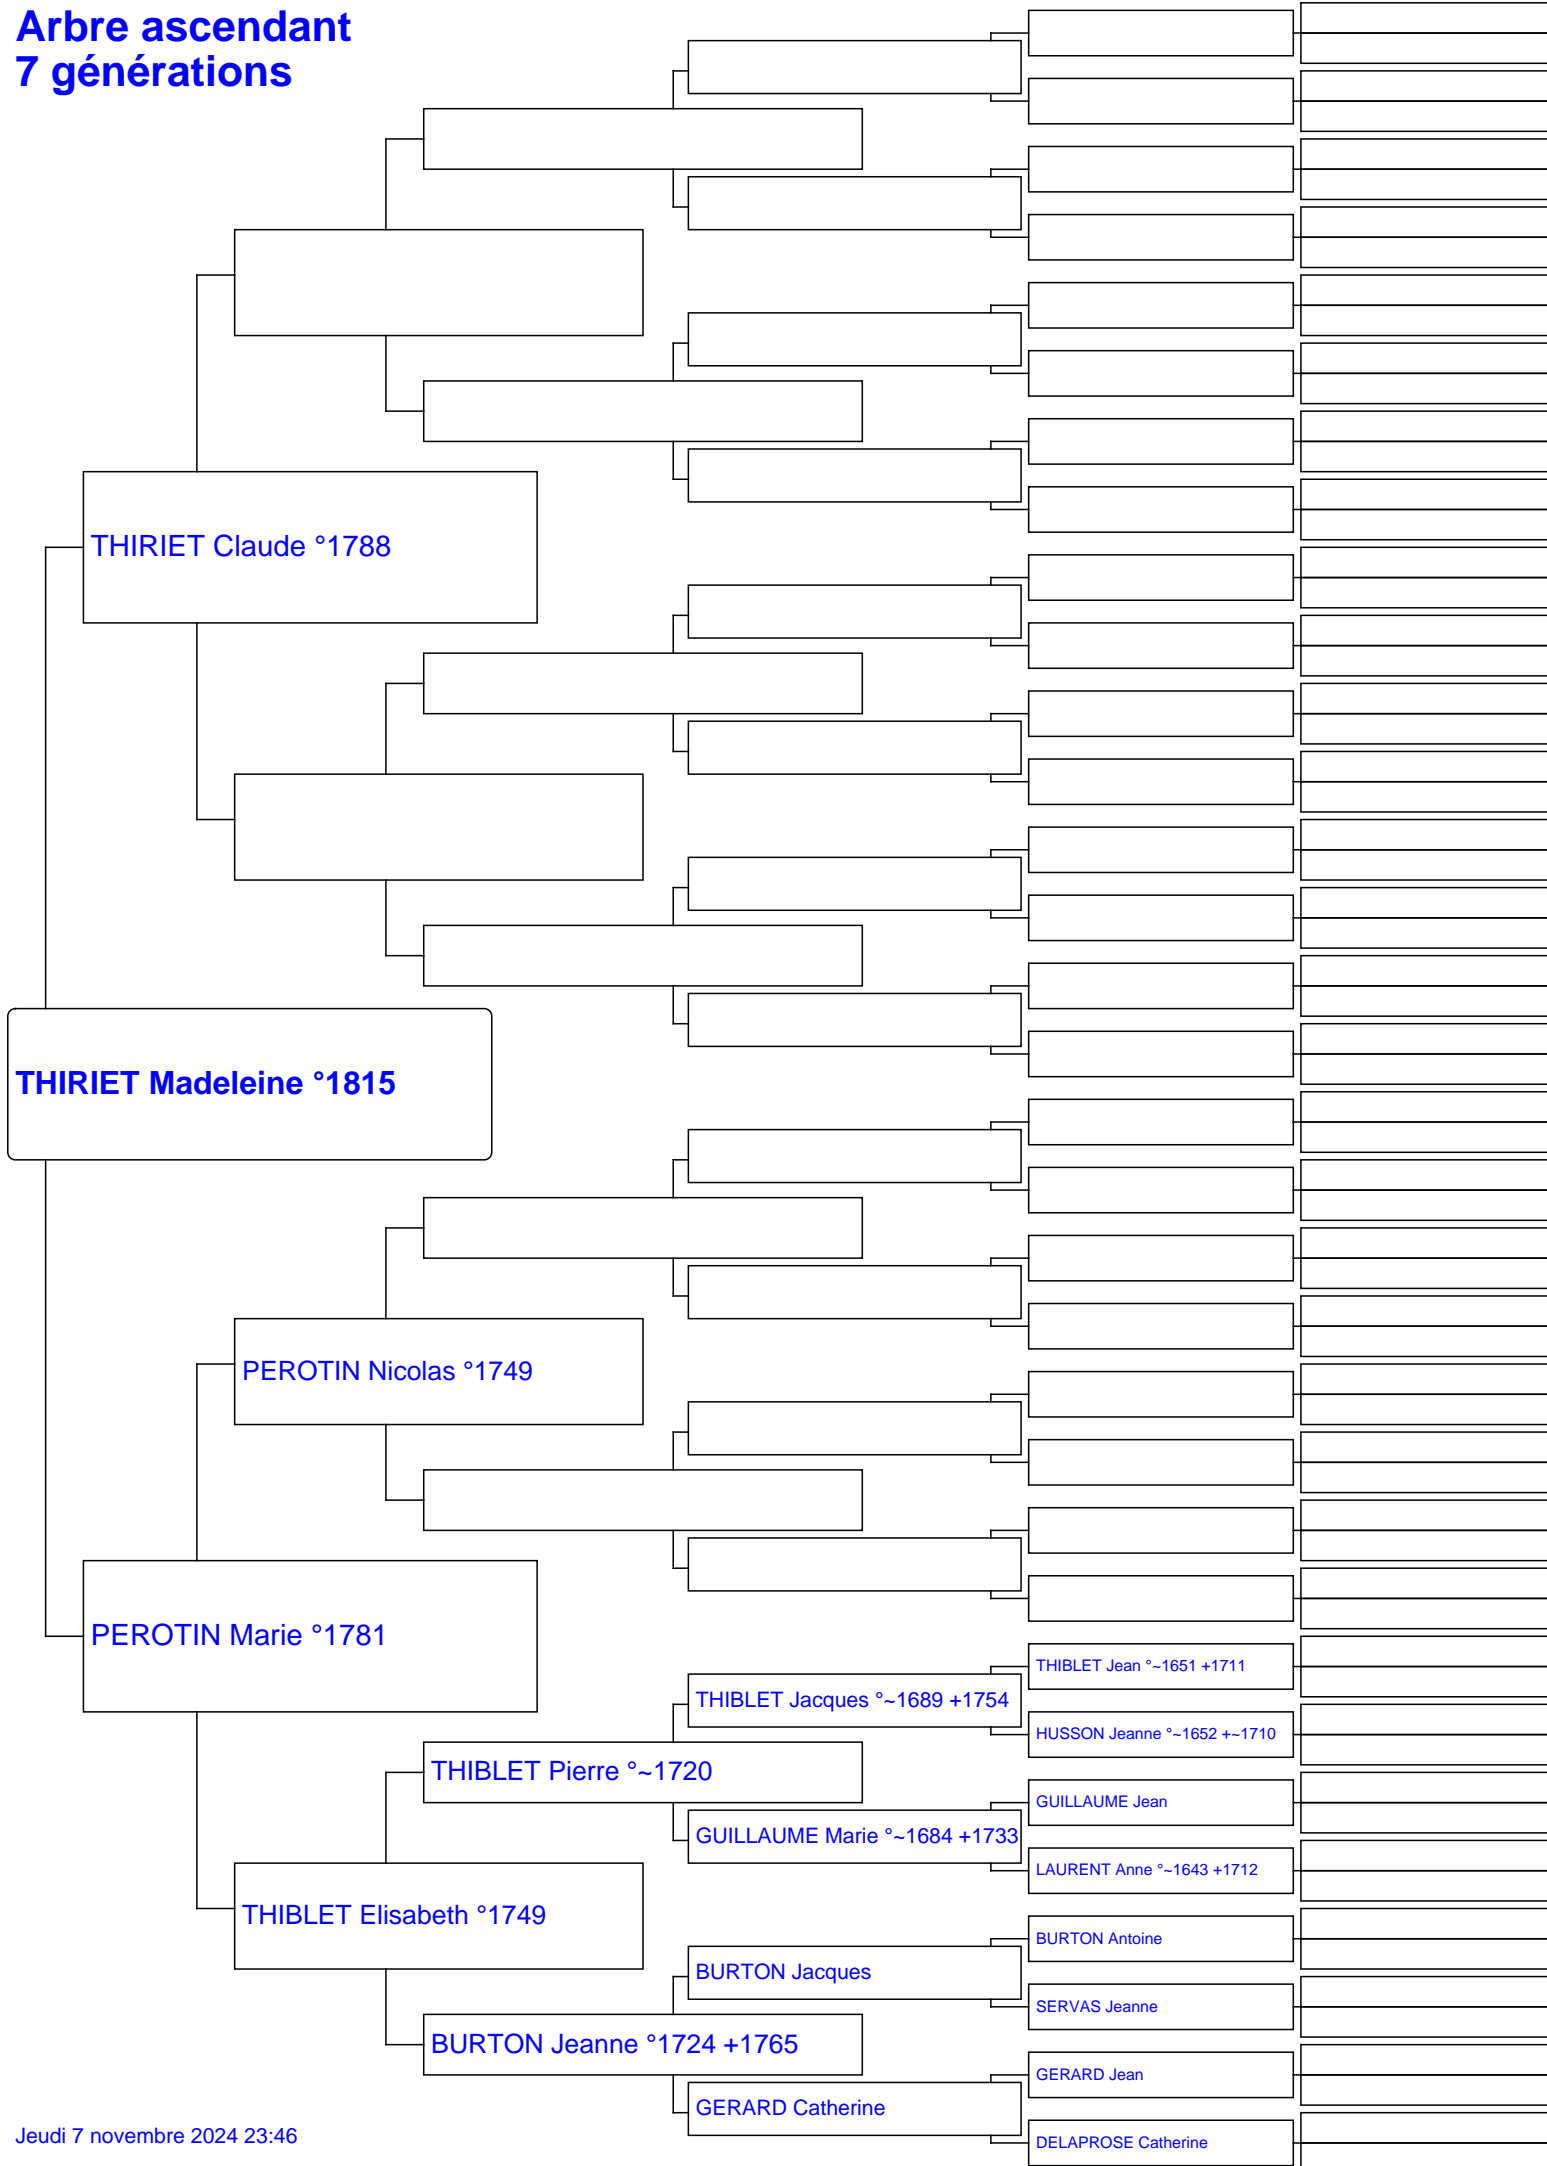 Arbre ascendant
7 générations
THIRIET Claude °1788
THIRIET Madeleine °1815
PEROTIN Nicolas °1749
PEROTIN Marie °1781
THIBLET Jean °~1651 +1711
THIBLET Jacques °~1689 +1754
HUSSON Jeanne °~1652 +~1710
THIBLET Pierre °~1720
GUILLAUME Jean
GUILLAUME Marie °~1684 +1733
LAURENT Anne °~1643 +1712
THIBLET Elisabeth °1749
BURTON Antoine
BURTON Jacques
SERVAS Jeanne
BURTON Jeanne °1724 +1765
GERARD Jean
GERARD Catherine
DELAPROSE Catherine
Jeudi 7 novembre 2024 23:46